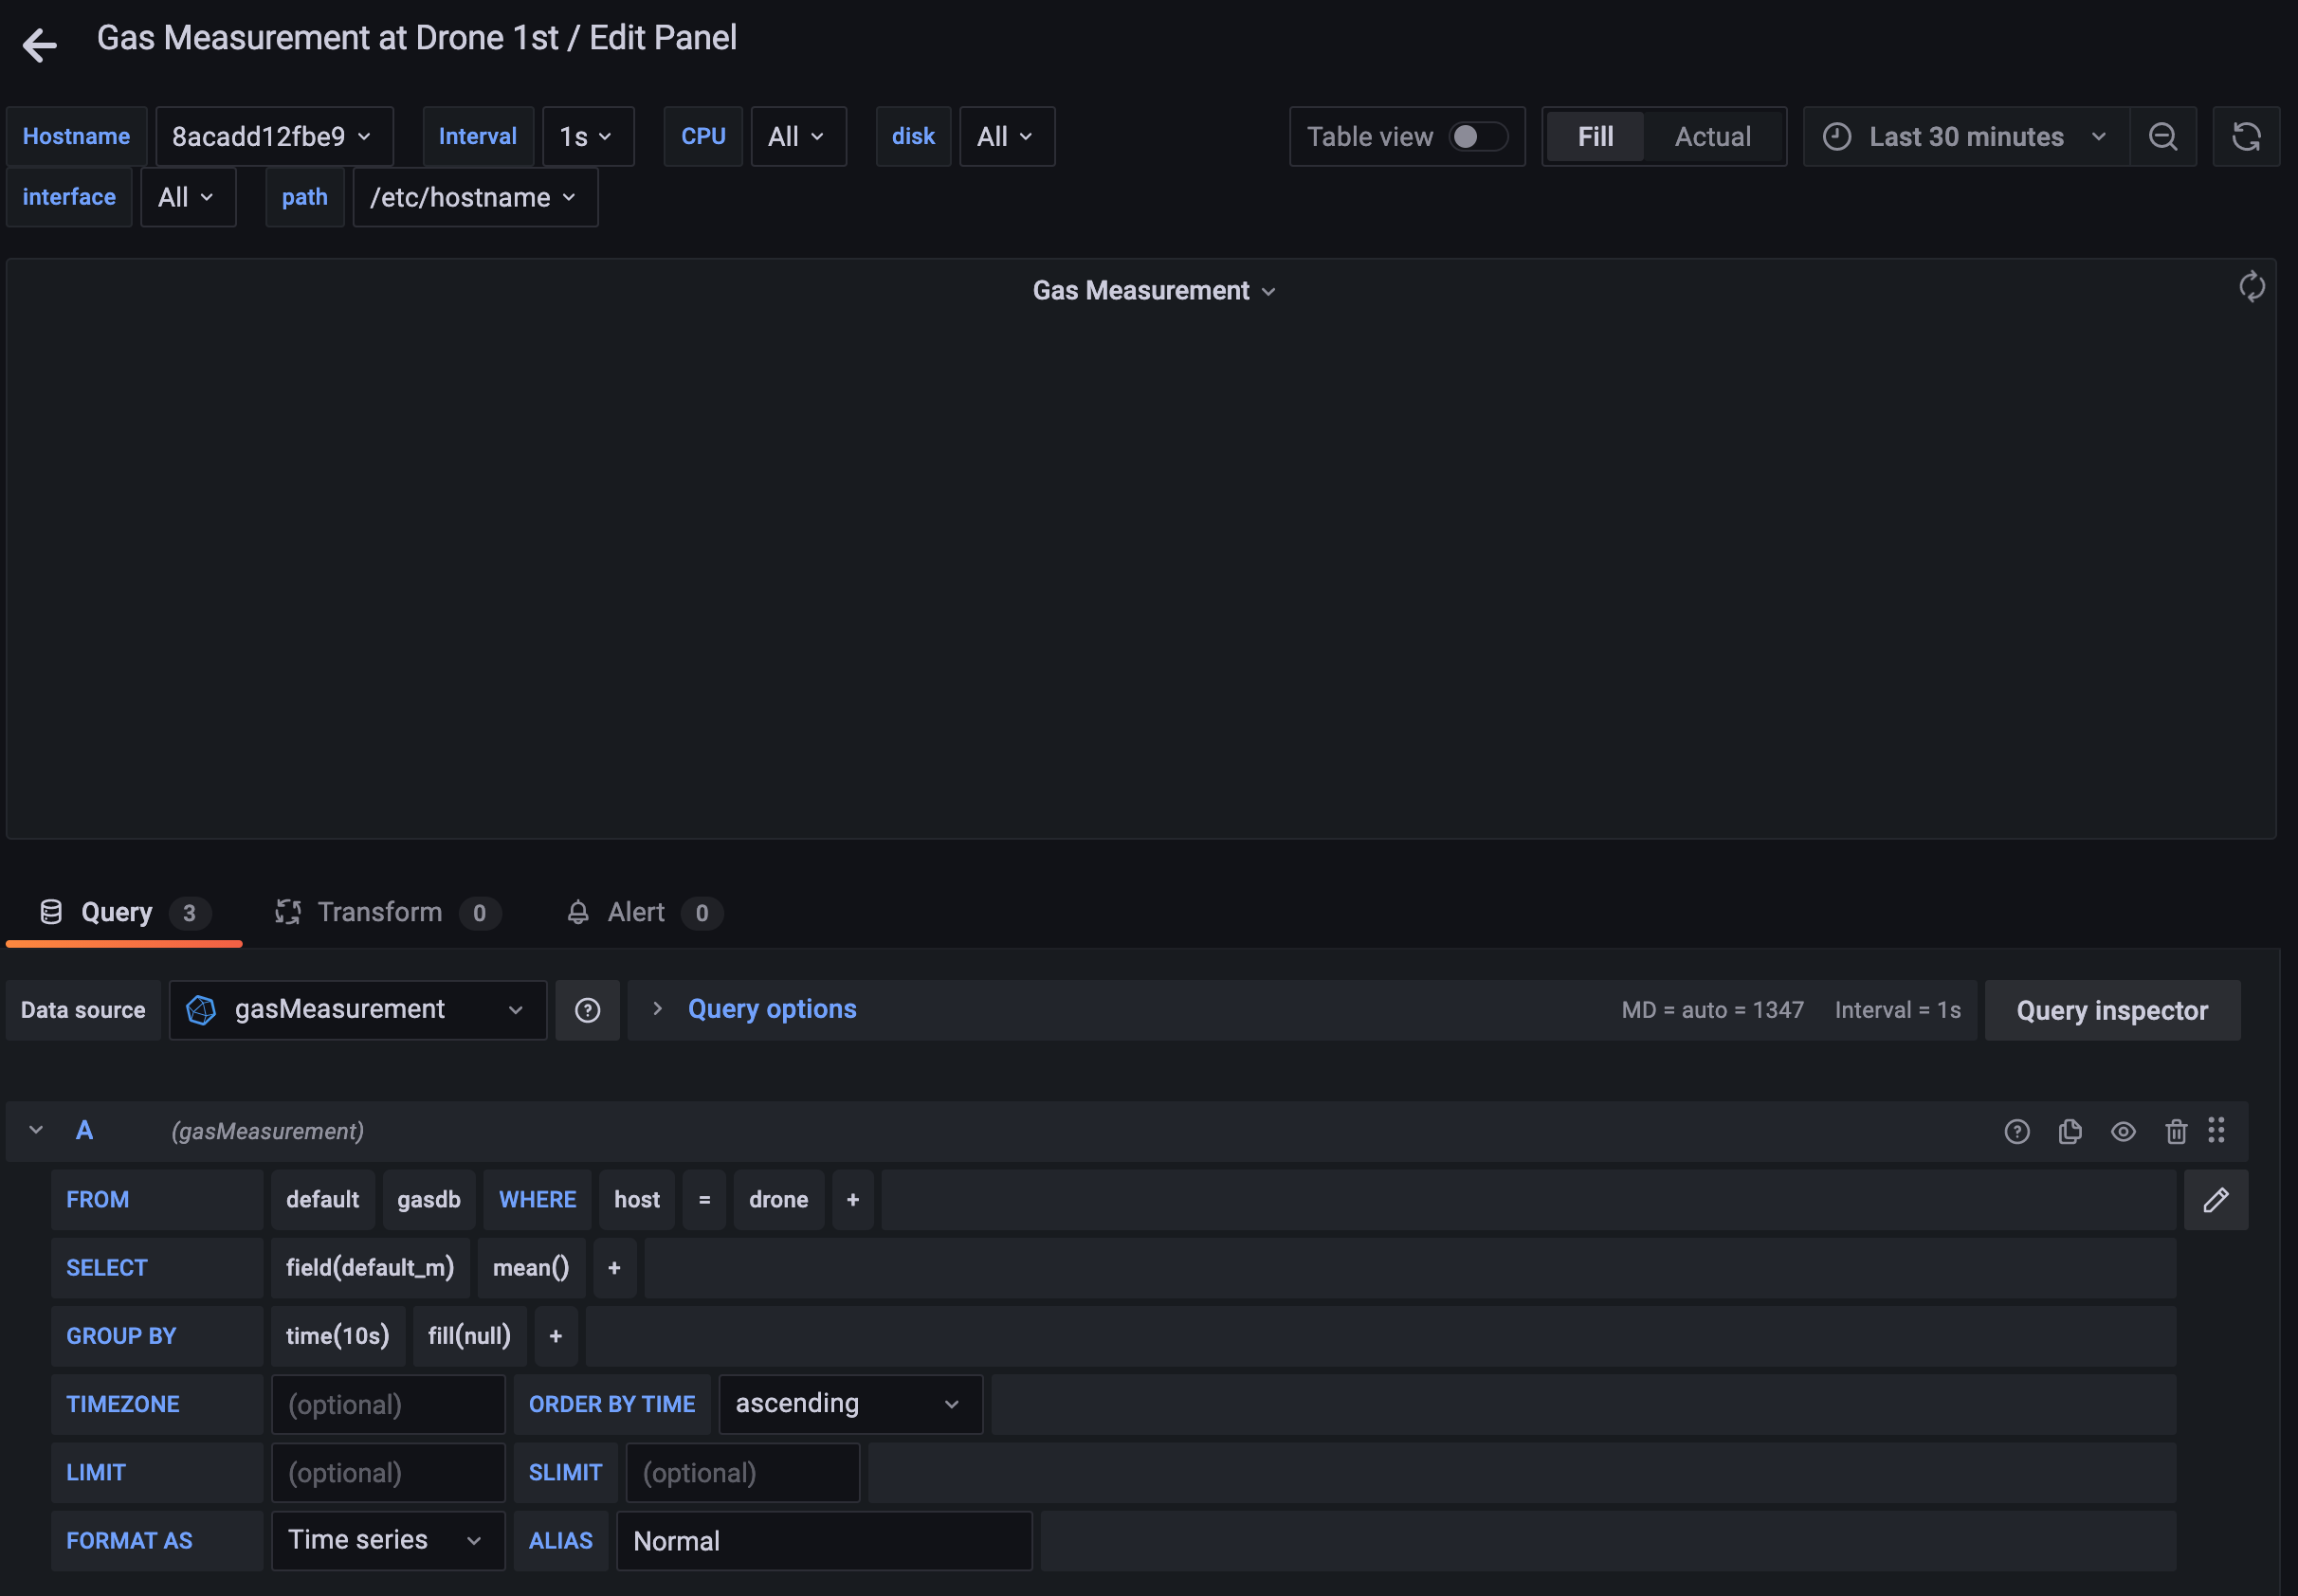 Gas Measurement at Drone 1st / Edit Panel
Hostname 8acadd12fbe9 Interval 1s CPU All disk All Table view Fill Actual Last 30 minutes
interface All path /etc/hostname
Gas Measurement
Query 3 Transform 0 Alert 0
Data source gasMeasurement Query options MD = auto = 1347 Interval = 1s Query inspector
A (gasMeasurement)
FROM default gasdb WHERE host = drone +
SELECT field(default_m) mean() +
GROUP BY time(10s) fill(null) +
TIMEZONE (optional) ORDER BY TIME ascending
LIMIT (optional) SLIMIT (optional)
FORMAT AS Time series ALIAS Normal